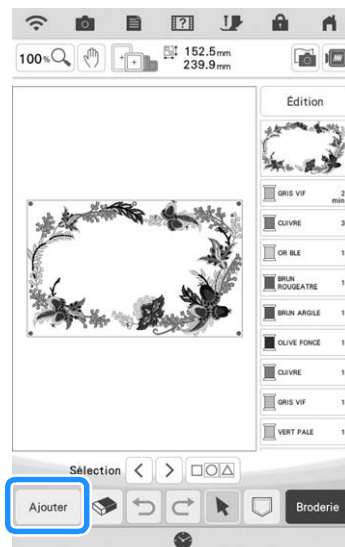 100%
152.5mm
239.9mm
Édition
GRIS VIF 2
min
CUIVRE 3
OR BLE 1
BRUN
ROUGEATRE 1
BRUN ARGILE 1
OLIVE FONCE 1
CUIVRE 1
GRIS VIF 1
VERT PALE 1
Sélection
Ajouter
Broderie